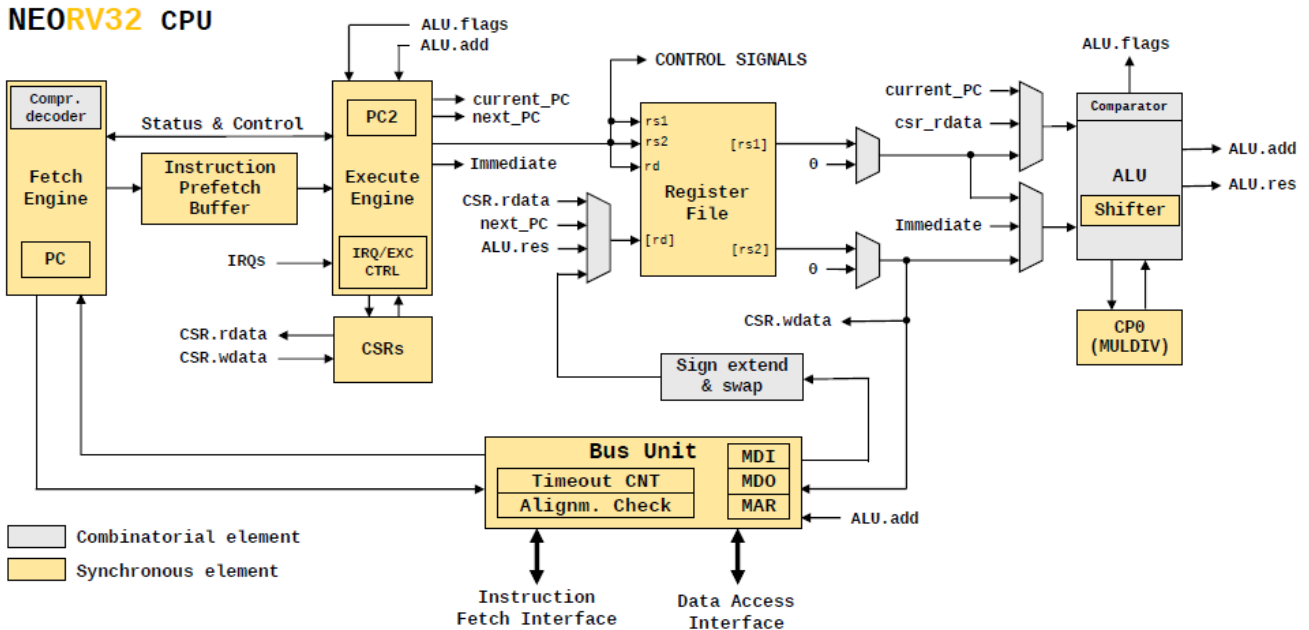 NEORV32 CPU
ALU.flags
ALU.add
CONTROL SIGNALS
ALU.flags
Compr.
decoder
Status & Control
Fetch
Engine
PC
Instruction
Prefetch
Buffer
PC2
Execute
Engine
IRQ/EXC
CTRL
IRQs
current_PC
next_PC
Immediate
CSR.rdata
CSR.wdata
CSRs
CSR.rdata
next_PC
ALU.res
rs1
rs2
rd
[rd]
[rs1]
[rs2]
Register
File
0
0
current_PC
csr_rdata
Immediate
Comparator
ALU
Shifter
ALU.add
ALU.res
CP0
(MULDIV)
CSR.wdata
Sign extend
& swap
Bus Unit
Timeout CNT
Alignm. Check
MDI
MDO
MAR
ALU.add
Combinatorial element
Synchronous element
Instruction
Fetch Interface
Data Access
Interface